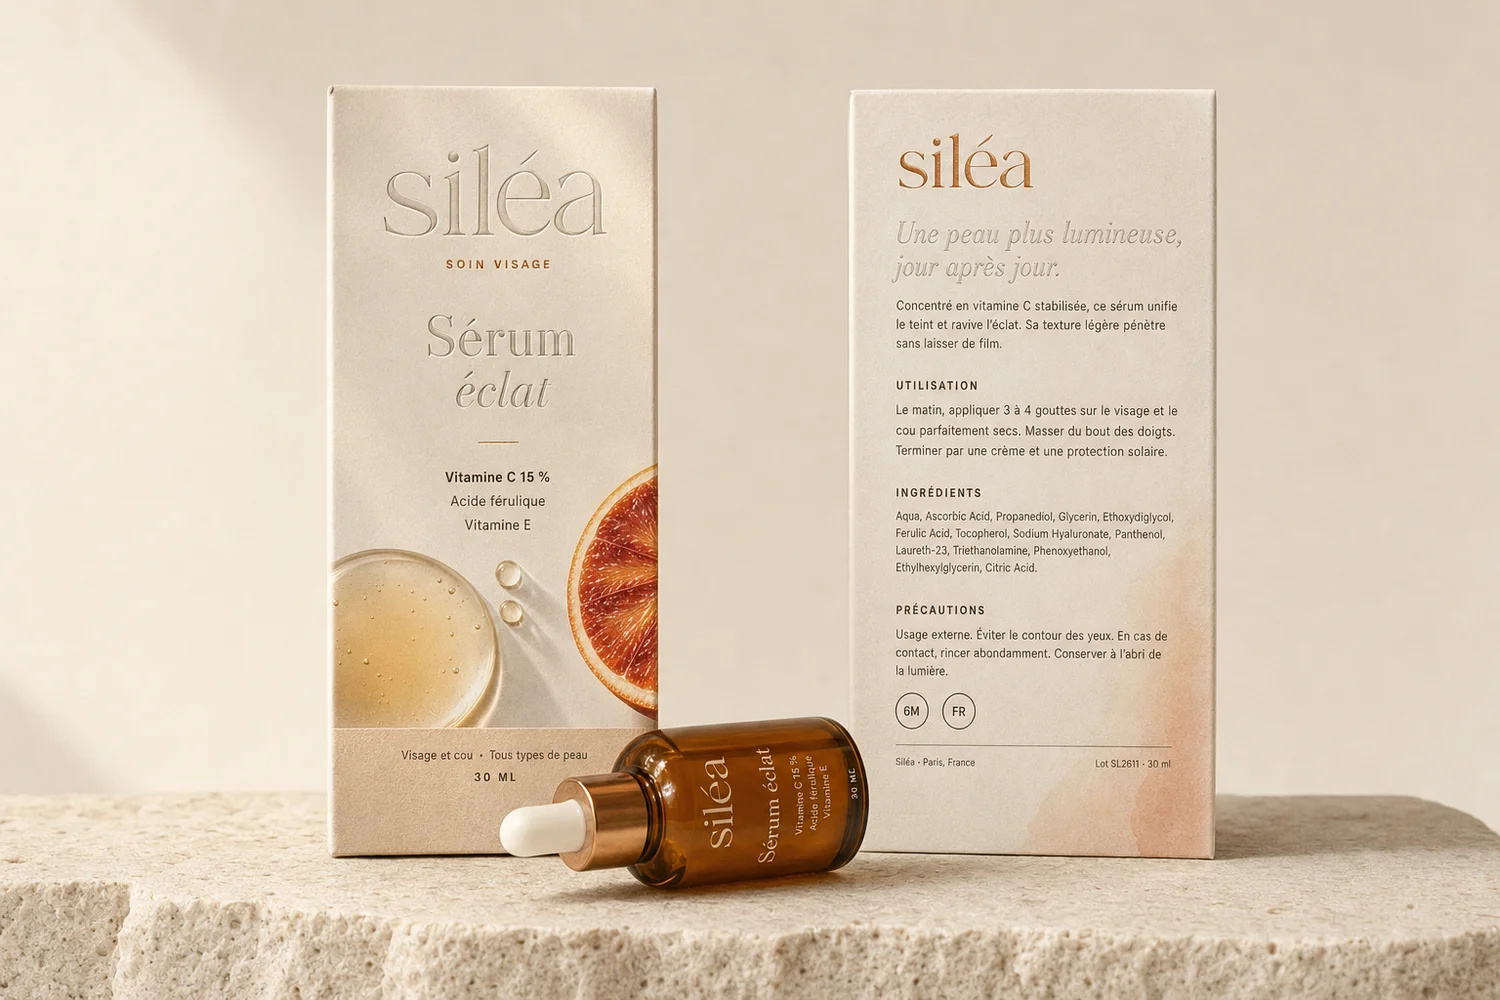 siléa
SOIN VISAGE
Sérum
éclat
Vitamine C 15 %
Acide férulique
Vitamine E
Visage et cou • Tous types de peau
30 ML
siléa
Une peau plus lumineuse,
jour après jour.
Concentré en vitamine C stabilisée, ce sérum unifie
le teint et ravive l'éclat. Sa texture légère pénètre
sans laisser de film.
UTILISATION
Le matin, appliquer 3 à 4 gouttes sur le visage et le
cou parfaitement secs. Masser du bout des doigts.
Terminer par une crème et une protection solaire.
INGRÉDIENTS
Aqua, Ascorbic Acid, Propanediol, Glycerin, Ethoxydiglycol,
Ferulic Acid, Tocopherol, Sodium Hyaluronate, Panthenol,
Laureth-23, Triethanolamine, Phenoxyethanol,
Ethylhexylglycerin, Citric Acid.
PRÉCAUTIONS
Usage externe. Éviter le contour des yeux. En cas de
contact, rincer abondamment. Conserver à l'abri de
la lumière.
6M FR
Siléa • Paris, France Lot SL2611 • 30 ml
siléa
Sérum éclat
Vitamine C 15 %
Acide férulique
Vitamine E
30 ML